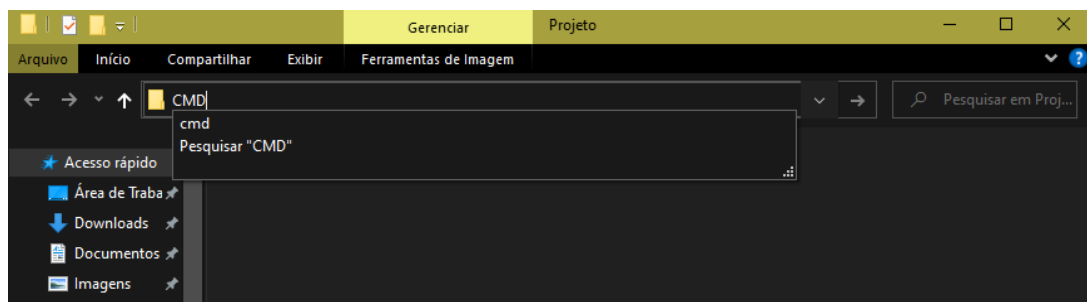 Gerenciar Projeto
Arquivo Início Compartilhar Exibir Ferramentas de Imagem
CMD Pesquisar em Proj...
cmd
Pesquisar "CMD"
Acesso rápido
Área de Traba
Downloads
Documentos
Imagens